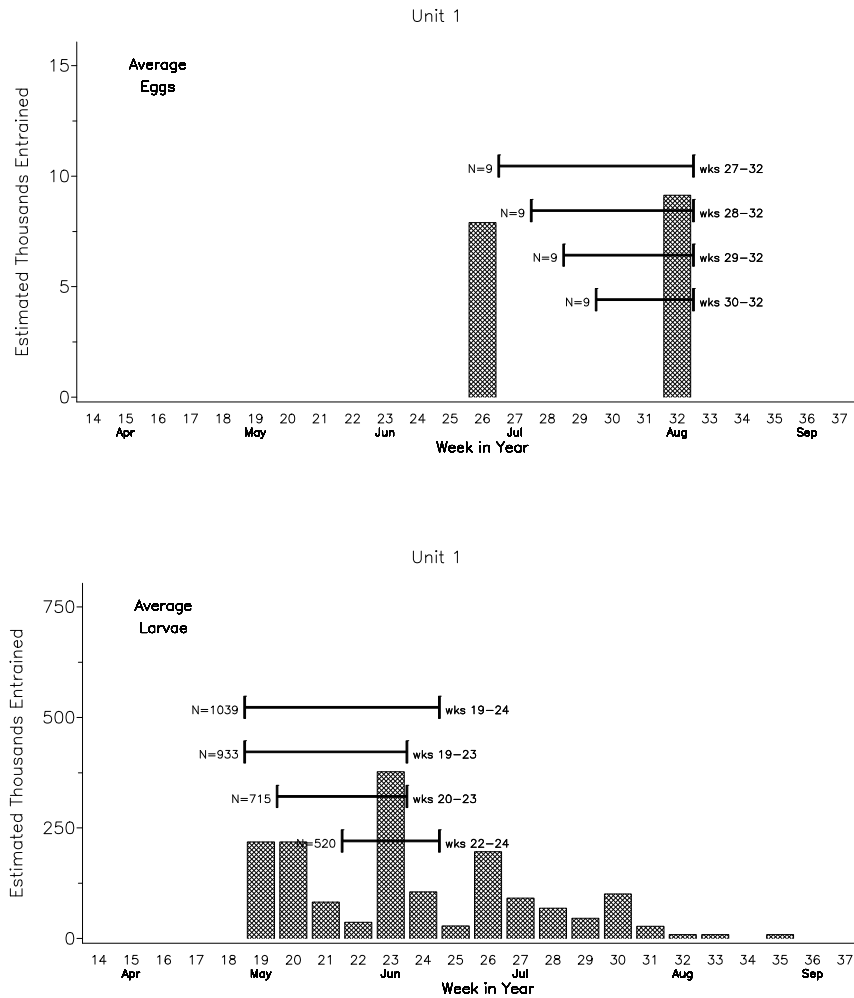 Unit 1
Average
Eggs
Estimated Thousands Entrained
15
10
5
0
N=9 wks 27-32
N=9 wks 28-32
N=9 wks 29-32
N=9 wks 30-32
14 15 16 17 18 19 20 21 22 23 24 25 26 27 28 29 30 31 32 33 34 35 36 37
Apr May Jun Jul Aug Sep
Week in Year
Unit 1
Average
Larvae
Estimated Thousands Entrained
750
500
250
0
N=1039 wks 19-24
N=933 wks 19-23
N=715 wks 20-23
N=520 wks 22-24
14 15 16 17 18 19 20 21 22 23 24 25 26 27 28 29 30 31 32 33 34 35 36 37
Apr May Jun Jul Aug Sep
Week in Year